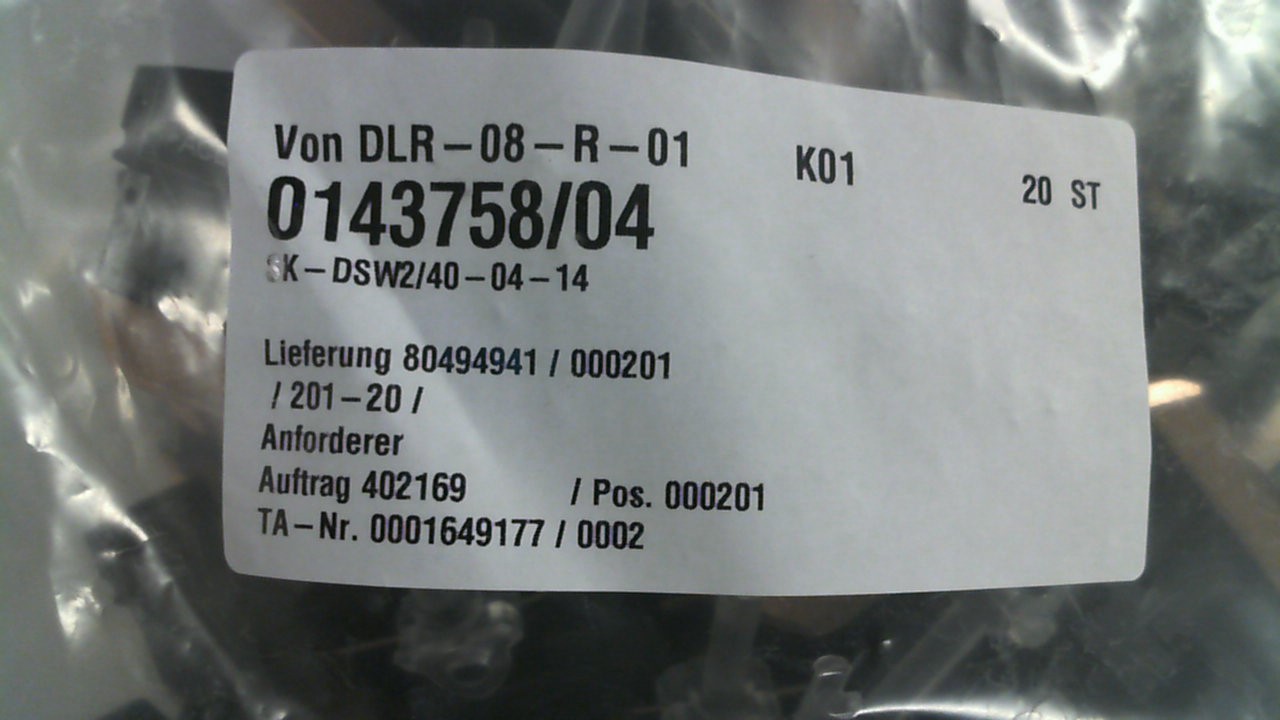 Von DLR-08-R-01 K01 20 ST
0143758/04
SK-DSW2/40-04-14
Lieferung 80494941 / 000201
/ 201-20 /
Anforderer
Auftrag 402169 / Pos. 000201
TA-Nr. 0001649177 / 0002